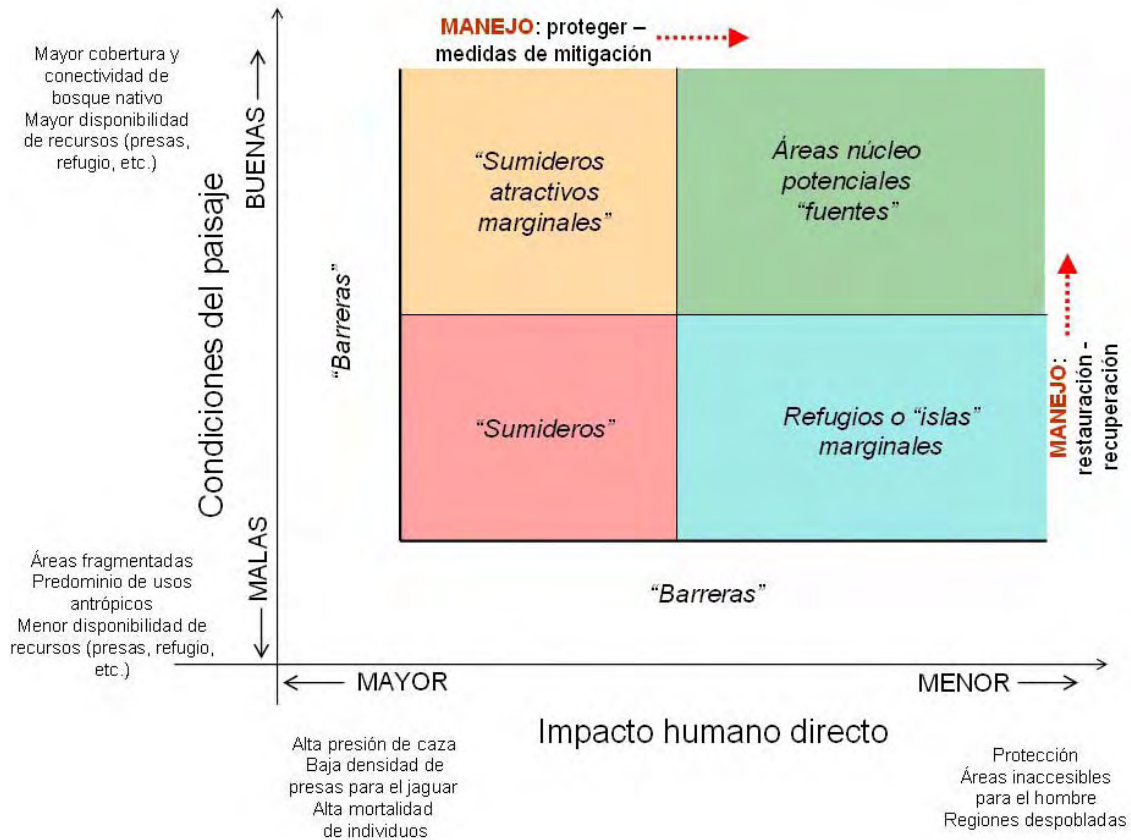 MANEJO: proteger –
medidas de mitigación
Mayor cobertura y
conectividad de
bosque nativo
Mayor disponibilidad
de recursos (presas,
refugio, etc.)
BUENAS
Condiciones del paisaje
MALAS
Áreas fragmentadas
Predominio de usos
antrópicos
Menor disponibilidad de
recursos (presas, refugio,
etc.)
“Barreras”
“Sumideros
atractivos
marginales”
Áreas núcleo
potenciales
“fuentes”
“Sumideros”
Refugios o “islas”
marginales
MANEJO:
restauración -
recuperación
“Barreras”
MAYOR
MENOR
Impacto humano directo
Alta presión de caza
Baja densidad de
presas para el jaguar
Alta mortalidad
de individuos
Protección
Áreas inaccesibles
para el hombre
Regiones despobladas